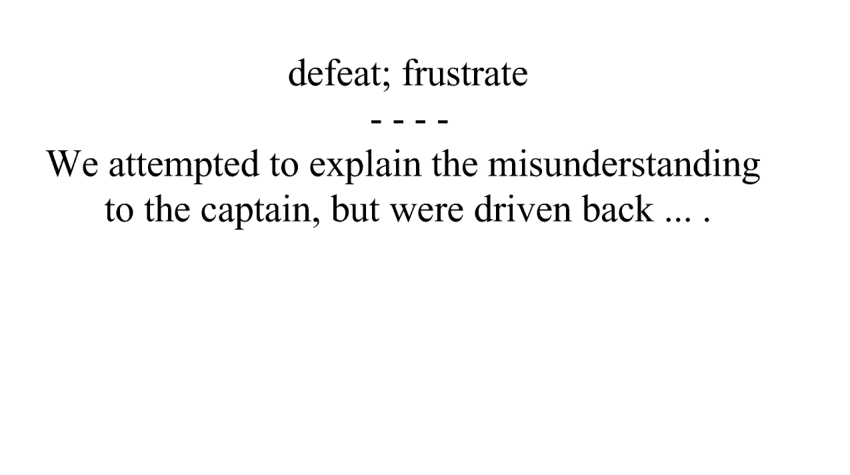 defeat; frustrate
- - - -
We attempted to explain the misunderstanding
to the captain, but were driven back ... .